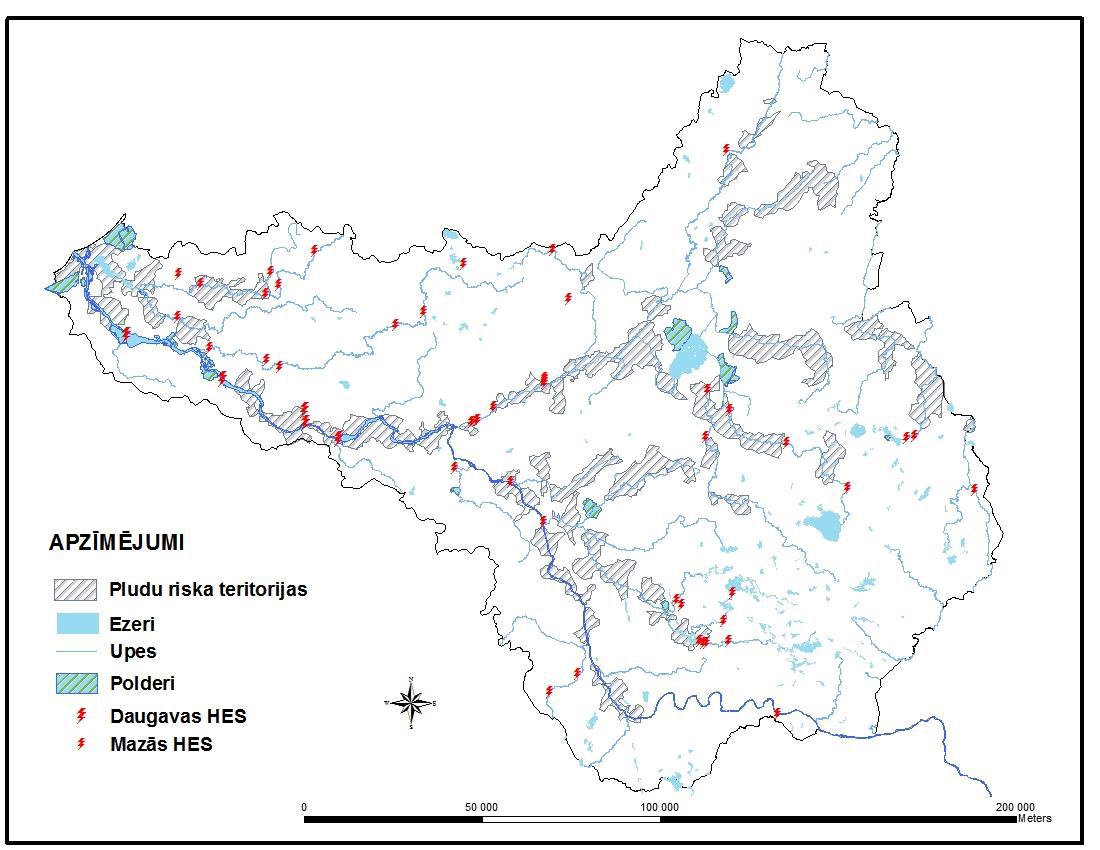 APZĪMĒJUMI
Pludu riska teritorijas
Ezeri
Upes
Polderi
Daugavas HES
Mazās HES
N
W E
S
0 50 000 100 000 200 000
Meters